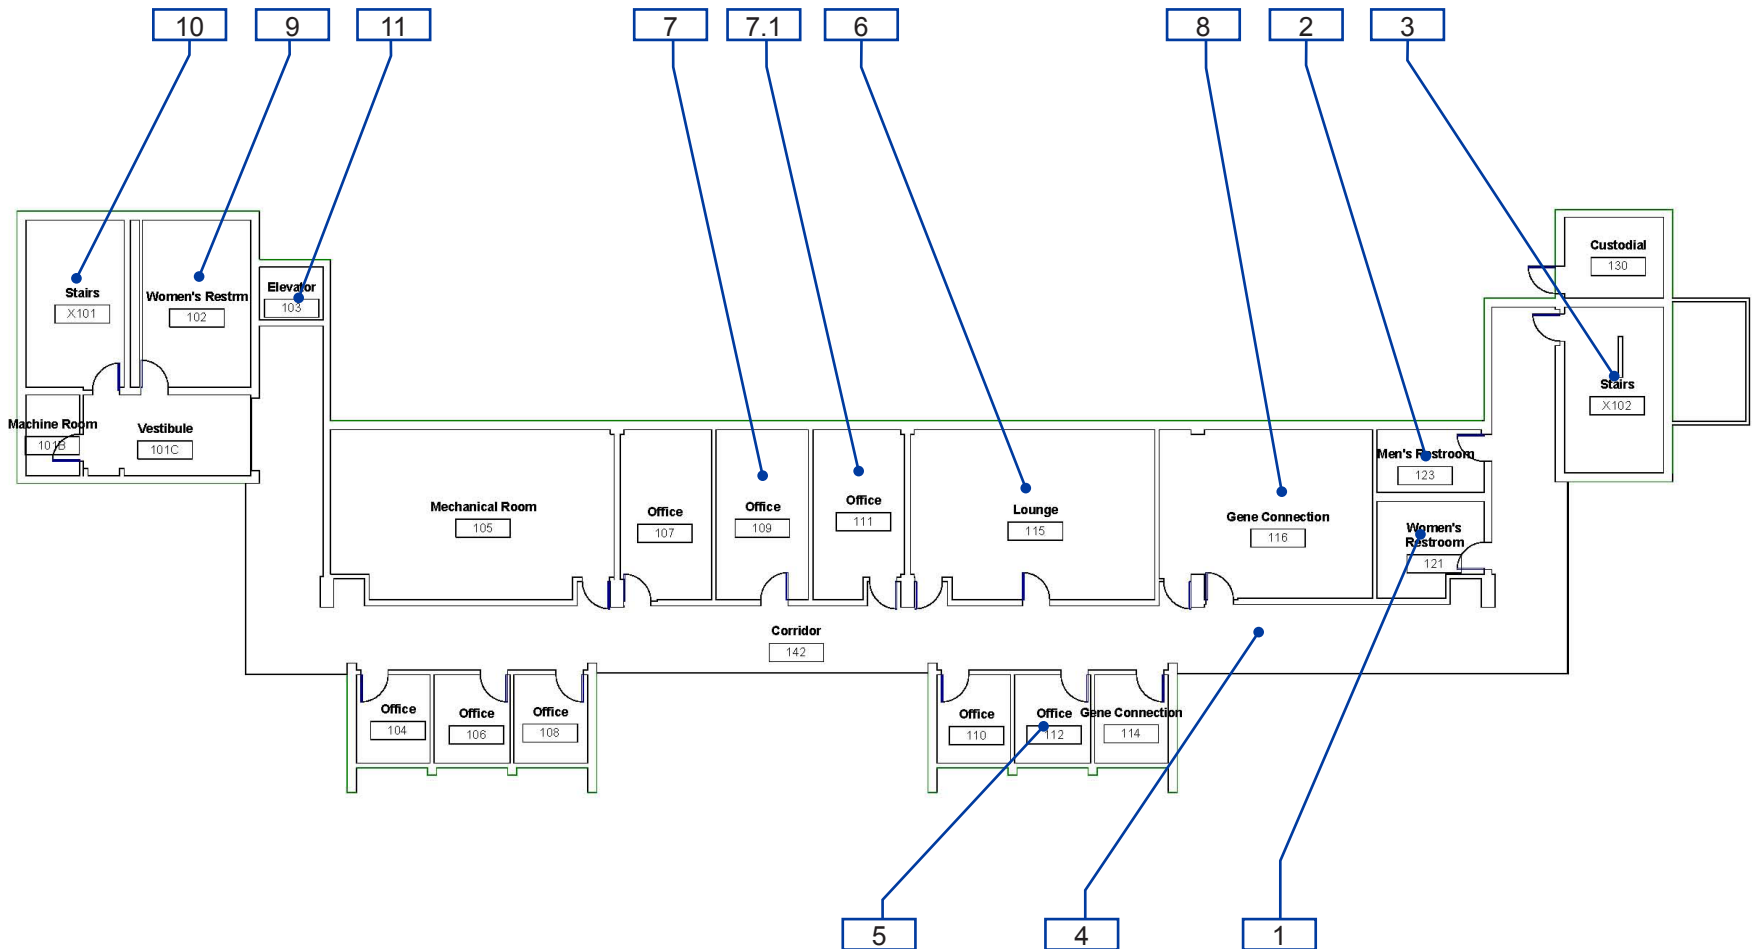 10
9
11
7
7.1
6
8
2
3
Custodial
130
Stairs
X101
Women's Restrm
102
Elevator
103
Stairs
X102
Machine Room
101B
Vestibule
101C
Mechanical Room
105
Office
107
Office
109
Office
111
Lounge
115
Gene Connection
116
Men's Restroom
123
Women's
Restroom
121
Corridor
142
Office
104
Office
106
Office
108
Office
110
Office
112
Gene Connection
114
5
4
1